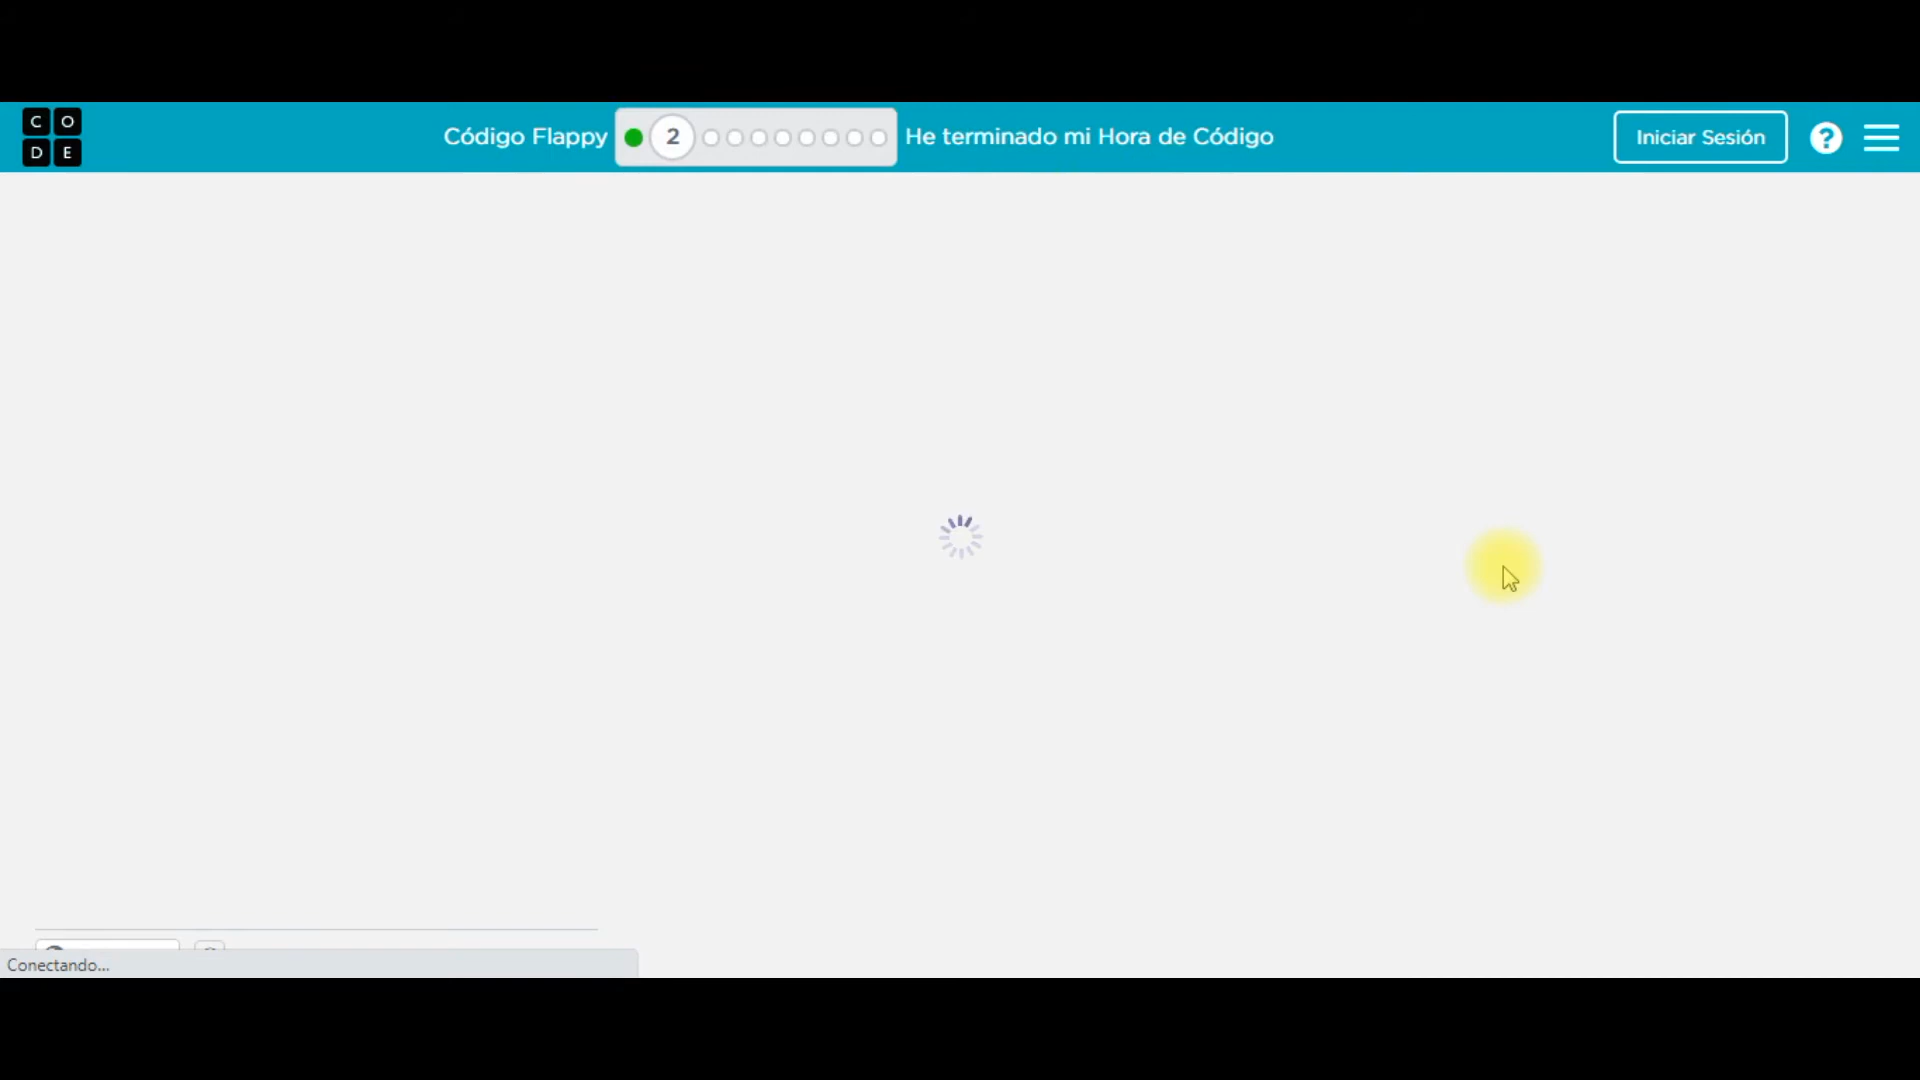 C O
D E
Código Flappy 2 He terminado mi Hora de Código
Iniciar Sesión ?
Conectando...